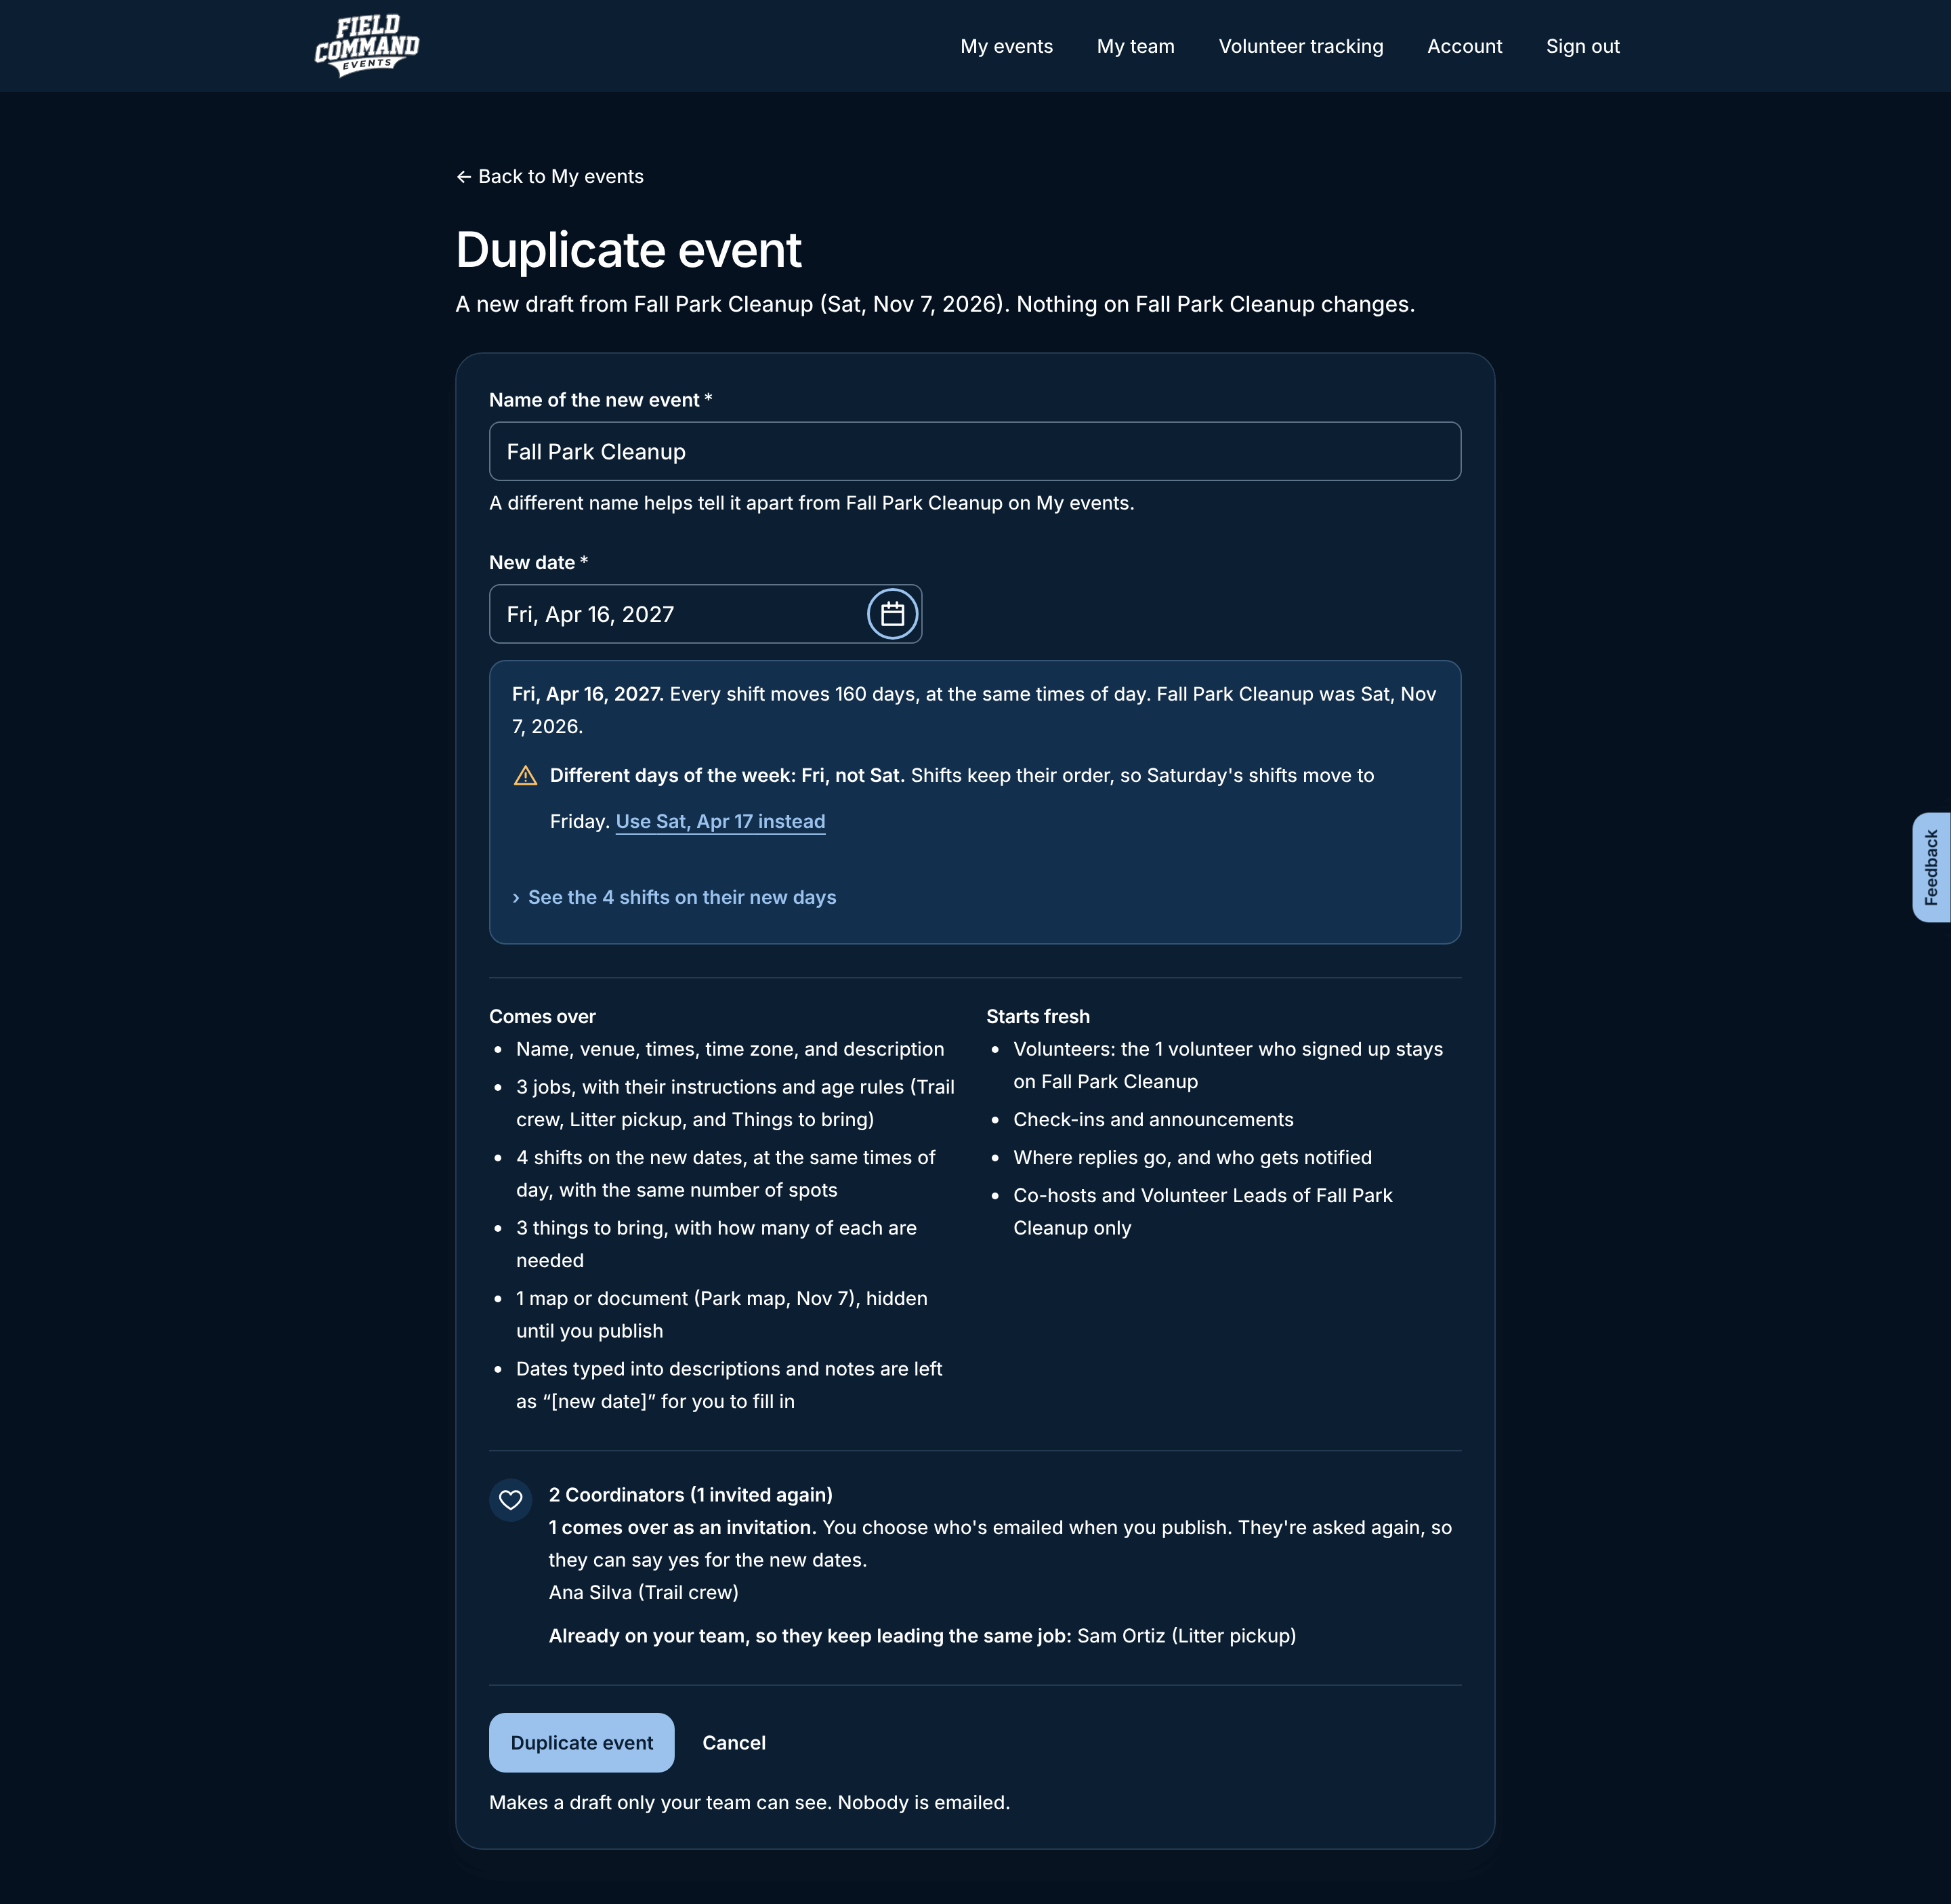 FIELD
COMMAND
EVENTS
My events
My team
Volunteer tracking
Account
Sign out
← Back to My events
Duplicate event
A new draft from Fall Park Cleanup (Sat, Nov 7, 2026). Nothing on Fall Park Cleanup changes.
Name of the new event *
Fall Park Cleanup
A different name helps tell it apart from Fall Park Cleanup on My events.
New date *
Fri, Apr 16, 2027
Fri, Apr 16, 2027. Every shift moves 160 days, at the same times of day. Fall Park Cleanup was Sat, Nov
7, 2026.
Different days of the week: Fri, not Sat. Shifts keep their order, so Saturday's shifts move to
Friday. Use Sat, Apr 17 instead
› See the 4 shifts on their new days
Feedback
Comes over
• Name, venue, times, time zone, and description
• 3 jobs, with their instructions and age rules (Trail
crew, Litter pickup, and Things to bring)
• 4 shifts on the new dates, at the same times of
day, with the same number of spots
• 3 things to bring, with how many of each are
needed
• 1 map or document (Park map, Nov 7), hidden
until you publish
• Dates typed into descriptions and notes are left
as “[new date]” for you to fill in
Starts fresh
• Volunteers: the 1 volunteer who signed up stays
on Fall Park Cleanup
• Check-ins and announcements
• Where replies go, and who gets notified
• Co-hosts and Volunteer Leads of Fall Park
Cleanup only
2 Coordinators (1 invited again)
1 comes over as an invitation. You choose who's emailed when you publish. They're asked again, so
they can say yes for the new dates.
Ana Silva (Trail crew)
Already on your team, so they keep leading the same job: Sam Ortiz (Litter pickup)
Duplicate event
Cancel
Makes a draft only your team can see. Nobody is emailed.